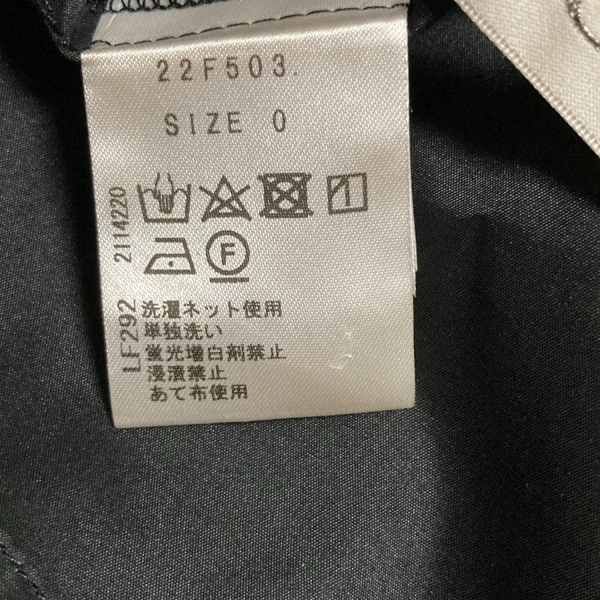 22F503.
SIZE 0
F
2114220
LF292
洗濯ネット使用
単独洗い
蛍光増白剤禁止
浸漬禁止
あて布使用